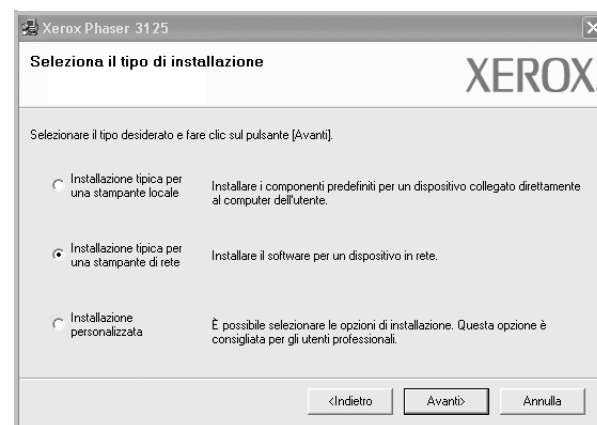 Xerox Phaser 3125
Seleziona il tipo di installazione
XEROX.
Selezionare il tipo desiderato e fare clic sul pulsante [Avanti].
Installazione tipica per
una stampante locale
Installare i componenti predefiniti per un dispositivo collegato direttamente
al computer dell'utente.
Installazione tipica per
una stampante di rete
Installare il software per un dispositivo in rete.
Installazione
personalizzata
È possibile selezionare le opzioni di installazione. Questa opzione è
consigliata per gli utenti professionali.
<Indietro
Avanti>
Annulla